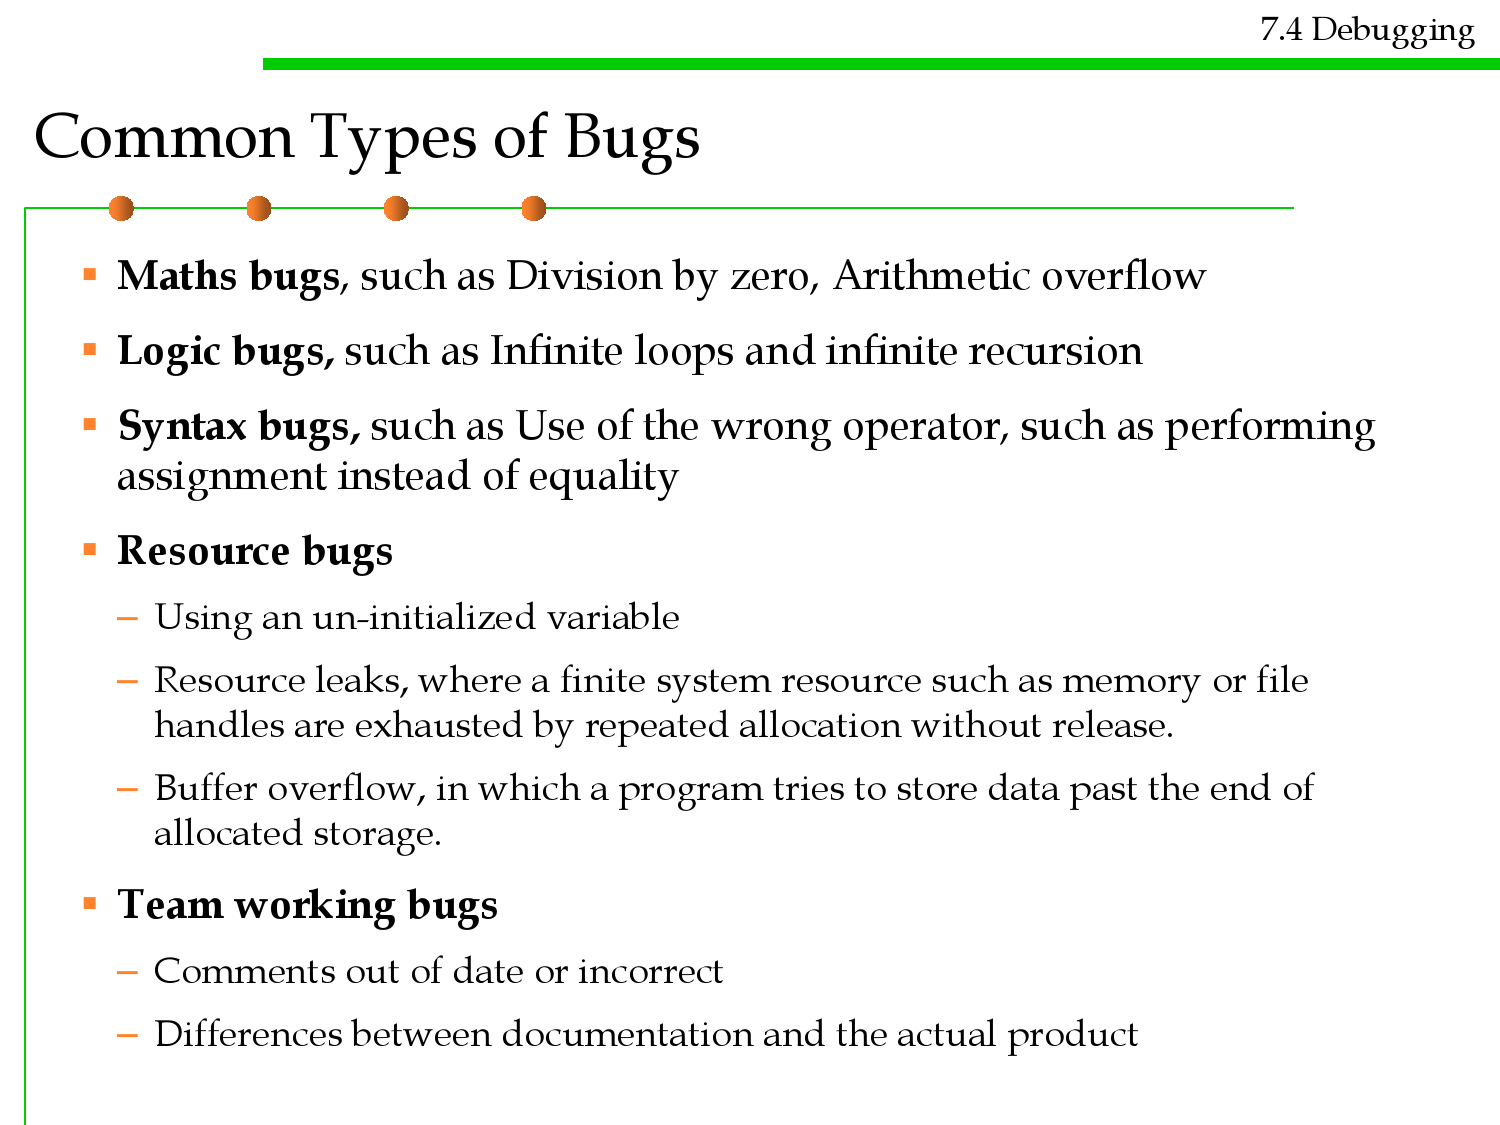 7.4 Debugging
Common Types of Bugs
▪ Maths bugs, such as Division by zero, Arithmetic overflow
▪ Logic bugs, such as Infinite loops and infinite recursion
▪ Syntax bugs, such as Use of the wrong operator, such as performing
assignment instead of equality
▪ Resource bugs
– Using an un-initialized variable
– Resource leaks, where a finite system resource such as memory or file
handles are exhausted by repeated allocation without release.
– Buffer overflow, in which a program tries to store data past the end of
allocated storage.
▪ Team working bugs
– Comments out of date or incorrect
– Differences between documentation and the actual product